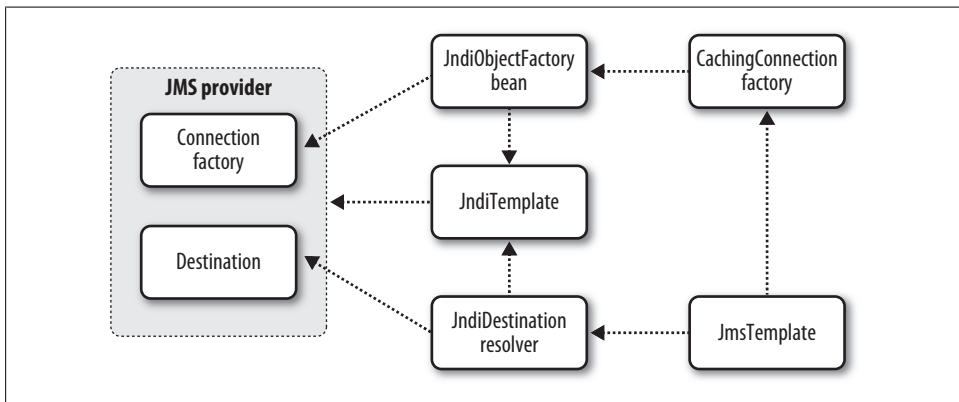 JMS provider
Connection
factory
Destination
JndiObjectFactory
bean
JndiTemplate
JndiDestination
resolver
CachingConnection
factory
JmsTemplate